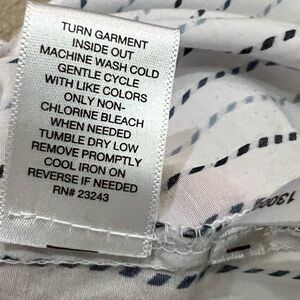 TURN GARMENT
INSIDE OUT
MACHINE WASH COLD
GENTLE CYCLE
WITH LIKE COLORS
ONLY NON-
CHLORINE BLEACH
WHEN NEEDED
TUMBLE DRY LOW
REMOVE PROMPTLY
COOL IRON ON
REVERSE IF NEEDED
RN# 23243